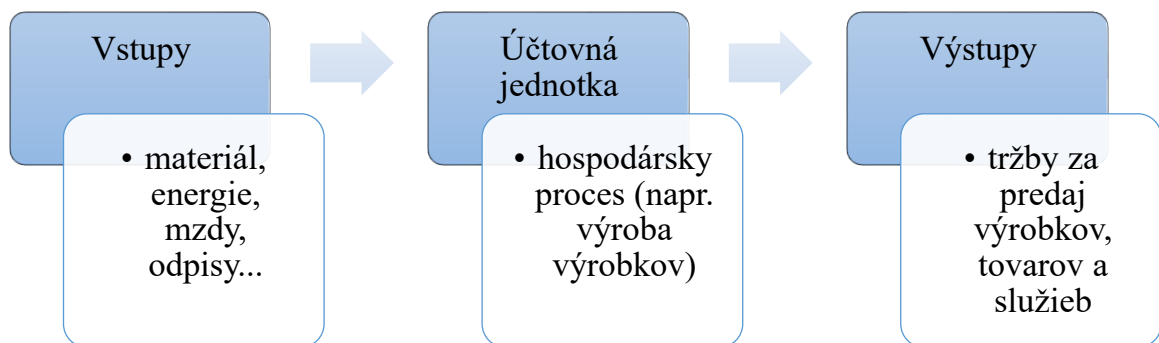 Vstupy
• materiál,
energie,
mzdy,
odpisy...
Účtovná
jednotka
• hospodársky
proces (napr.
výroba
výrobkov)
Výstupy
• tržby za
predaj
výrobkov,
tovarov a
služieb